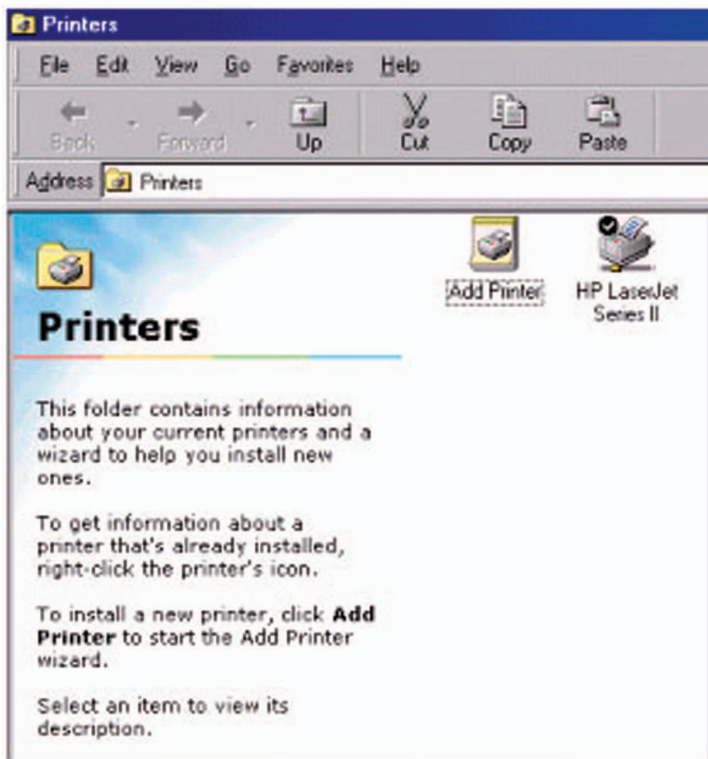 Printers
File Edit View Go Favorites Help
Back Forward Up Cut Copy Paste
Address Printers
Add Printer
HP LaserJet
Series II
Printers
This folder contains information
about your current printers and a
wizard to help you install new
ones.
To get information about a
printer that's already installed,
right-click the printer's icon.
To install a new printer, click Add
Printer to start the Add Printer
wizard.
Select an item to view its
description.